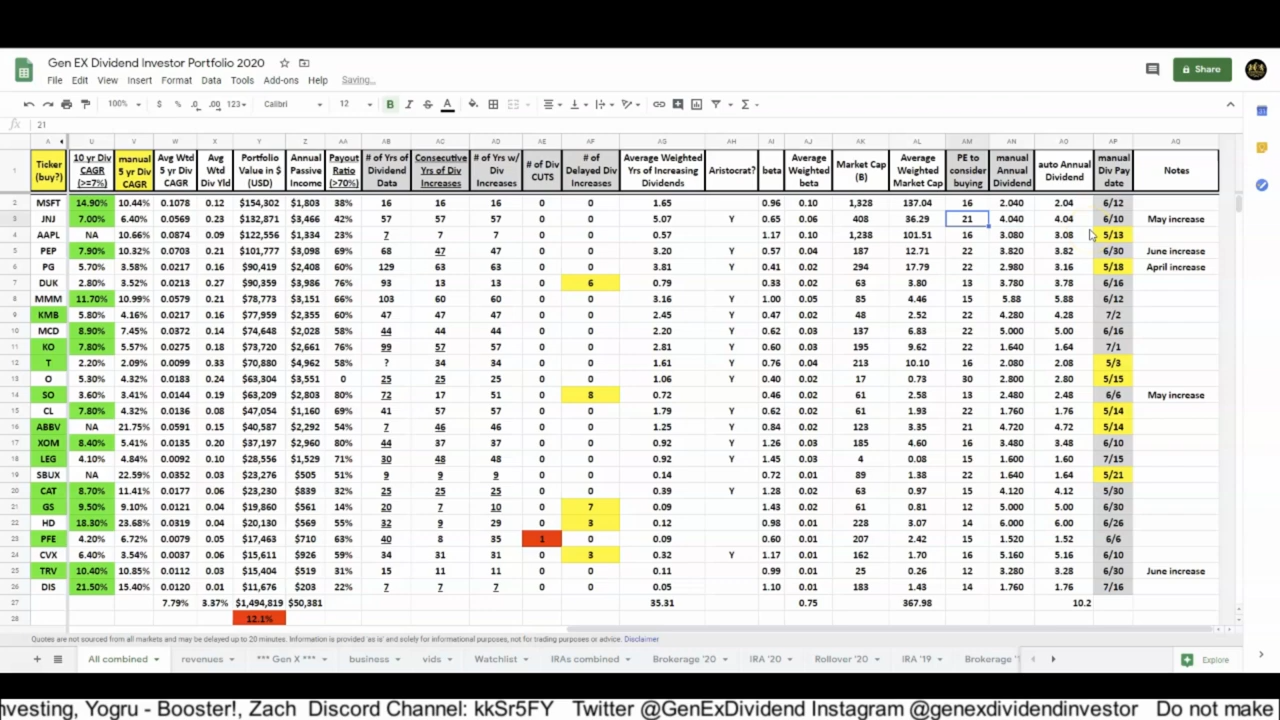 Gen EX Dividend Investor Portfolio 2020
Share
File Edit View Insert Format Data Tools Add-ons Help Saving...
100% $ % .0 .00 123 Calibri 12 B I S A
fx 21
A U V W X Y Z AA AB AC AD AE AF AG AH AI AJ AK AL AM AN AO AP AQ
1 Ticker (buy?) 10 yr Div CAGR (>=7%) manual 5 yr Div CAGR Avg Wtd 5 yr Div CAGR Avg Wtd Div Yld Portfolio Value in $ (USD) Annual Passive Income Payout Ratio (>70%) # of Yrs of Dividend Data Consecutive Yrs of Div Increases # of Yrs w/ Div Increases # of Div CUTS # of Delayed Div Increases Average Weighted Yrs of Increasing Dividends Aristocrat? beta Average Weighted beta Market Cap (B) Average Weighted Market Cap PE to consider buying manual Annual Dividend auto Annual Dividend manual Div Pay date Notes
2 MSFT 14.90% 10.44% 0.1078 0.12 $154,302 $1,803 38% 16 16 16 0 1.65 0.96 0.10 1,328 137.04 16 2.040 2.04 6/12
3 JNJ 7.00% 6.40% 0.0569 0.23 $132,871 $3,466 42% 57 57 57 0 5.07 Y 0.65 0.06 408 36.29 21 4.040 4.04 6/10 May increase
4 AAPL NA 10.66% 0.0874 0.09 $122,556 $1,334 23% 7 7 7 0 0.57 1.17 0.10 1,238 101.51 16 3.080 3.08 5/13
5 PEP 7.90% 10.32% 0.0703 0.21 $101,777 $3,098 69% 68 47 47 0 3.20 Y 0.57 0.04 187 12.71 22 3.820 3.82 6/30 June increase
6 PG 5.70% 3.58% 0.0217 0.16 $90,419 $2,408 60% 129 63 63 0 3.81 Y 0.41 0.02 294 17.79 22 2.980 3.16 5/18 April increase
7 DUK 2.80% 3.52% 0.0213 0.27 $90,359 $3,986 76% 93 13 13 0 6 0.79 0.33 0.02 63 3.80 13 3.780 3.78 6/16
8 MMM 11.70% 10.99% 0.0579 0.21 $78,773 $3,151 66% 103 60 60 0 3.16 Y 1.00 0.05 85 4.46 15 5.88 5.88 6/12
9 KMB 5.80% 4.16% 0.0217 0.16 $77,959 $2,355 60% 47 47 47 0 2.45 Y 0.47 0.02 48 2.52 22 4.280 4.28 7/2
10 MCD 8.90% 7.45% 0.0372 0.14 $74,648 $2,028 58% 44 44 44 0 2.20 Y 0.62 0.03 137 6.83 22 5.000 5.00 6/16
11 KO 7.80% 5.57% 0.0275 0.18 $73,720 $2,661 76% 99 57 57 0 2.81 Y 0.60 0.03 195 9.62 22 1.640 1.64 7/1
12 T 2.20% 2.09% 0.0099 0.33 $70,880 $4,962 58% ? 34 34 0 1.61 Y 0.76 0.04 213 10.10 16 2.080 2.08 5/3
13 O 5.30% 4.32% 0.0183 0.24 $63,304 $3,551 0 25 25 25 0 1.06 Y 0.40 0.02 17 0.73 30 2.800 2.80 5/15
14 SO 3.60% 3.41% 0.0144 0.19 $63,209 $2,803 80% 72 17 51 0 8 0.72 0.46 0.02 61 2.58 13 2.480 2.48 6/6 May increase
15 CL 7.80% 4.32% 0.0136 0.08 $47,054 $1,160 69% 41 57 57 0 1.79 Y 0.62 0.02 61 1.93 22 1.760 1.76 5/14
16 ABBV NA 21.75% 0.0591 0.15 $40,587 $2,292 54% 7 46 46 0 1.25 Y 0.84 0.02 123 3.35 21 4.720 4.72 5/14
17 XOM 8.40% 5.41% 0.0135 0.20 $37,197 $2,960 80% 44 37 37 0 0.92 Y 1.26 0.03 185 4.60 16 3.480 3.48 6/10
18 LEG 4.10% 4.84% 0.0092 0.10 $28,556 $1,529 71% 30 48 48 0 0.92 Y 1.45 0.03 4 0.08 15 1.600 1.60 7/15
19 SBUX NA 22.59% 0.0352 0.03 $23,276 $505 51% 9 9 9 0 0.14 0.72 0.01 89 1.38 22 1.640 1.64 5/21
20 CAT 8.70% 11.41% 0.0177 0.06 $23,230 $839 32% 25 25 25 0 0.39 Y 1.28 0.02 63 0.97 15 4.120 4.12 5/30
21 GS 9.50% 9.10% 0.0121 0.04 $19,860 $561 14% 20 7 10 0 7 0.09 1.43 0.02 61 0.81 12 5.000 5.00 6/30
22 HD 18.30% 23.68% 0.0319 0.04 $20,130 $569 55% 32 9 29 0 3 0.12 0.98 0.01 228 3.07 14 6.000 6.00 6/26
23 PFE 4.20% 6.72% 0.0079 0.05 $17,463 $710 63% 40 8 35 1 0.09 0.60 0.01 207 2.42 15 1.520 1.52 6/6
24 CVX 6.40% 3.54% 0.0037 0.06 $15,611 $926 59% 34 31 31 0 3 0.32 Y 1.17 0.01 162 1.70 16 5.160 5.16 6/10
25 TRV 10.40% 10.85% 0.0112 0.03 $15,404 $519 31% 15 11 11 0 0.11 0.99 0.01 25 0.26 12 3.280 3.28 6/30 June increase
26 DIS 21.50% 15.40% 0.0120 0.01 $11,676 $203 22% 7 7 7 0 0.05 1.10 0.01 183 1.43 14 1.760 1.76 7/16
27 7.79% 3.37% $1,494,819 $50,381 35.31 0.75 367.98 10.2
28 12.1%
Quotes are not sourced from all markets and may be delayed up to 20 minutes. Information is provided 'as is' and solely for informational purposes, not for trading purposes or advice. Disclaimer
All combined revenues *** Gen X *** business vids Watchlist IRAs combined Brokerage '20 IRA '20 Rollover '20 IRA '19 Brokerage '1 Explore
nvesting, Yogru - Booster!, Zach Discord Channel: kkSr5FY Twitter @GenExDividend Instagram @genexdividendinvestor Do not make